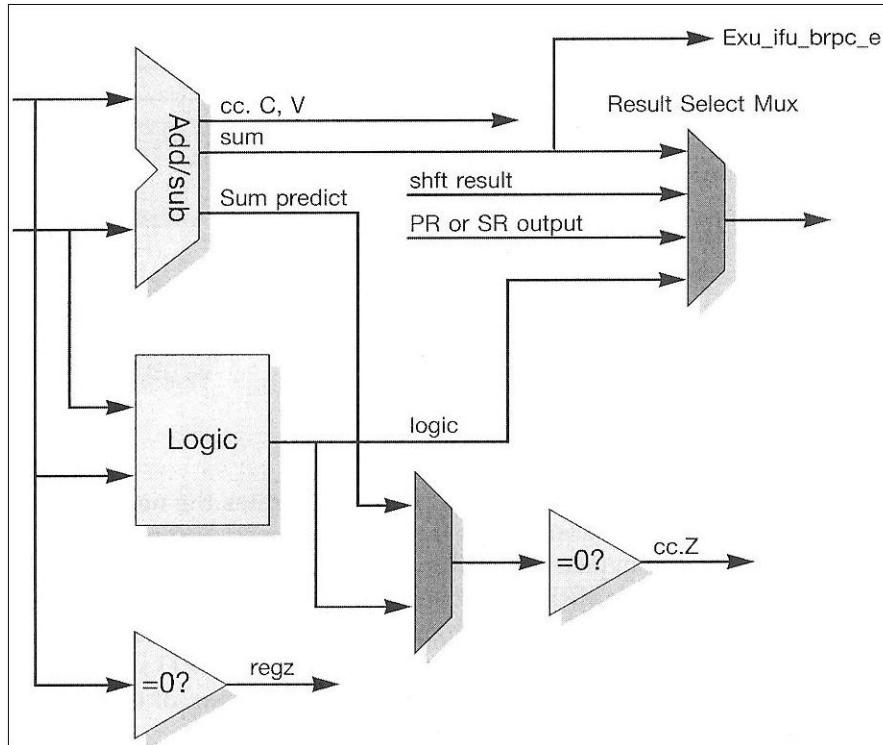 Exu_ifu_brpc_e
Result Select Mux
cc. C, V
sum
Add/sub
shft result
Sum predict
PR or SR output
Logic
logic
=0?
cc.Z
=0?
regz